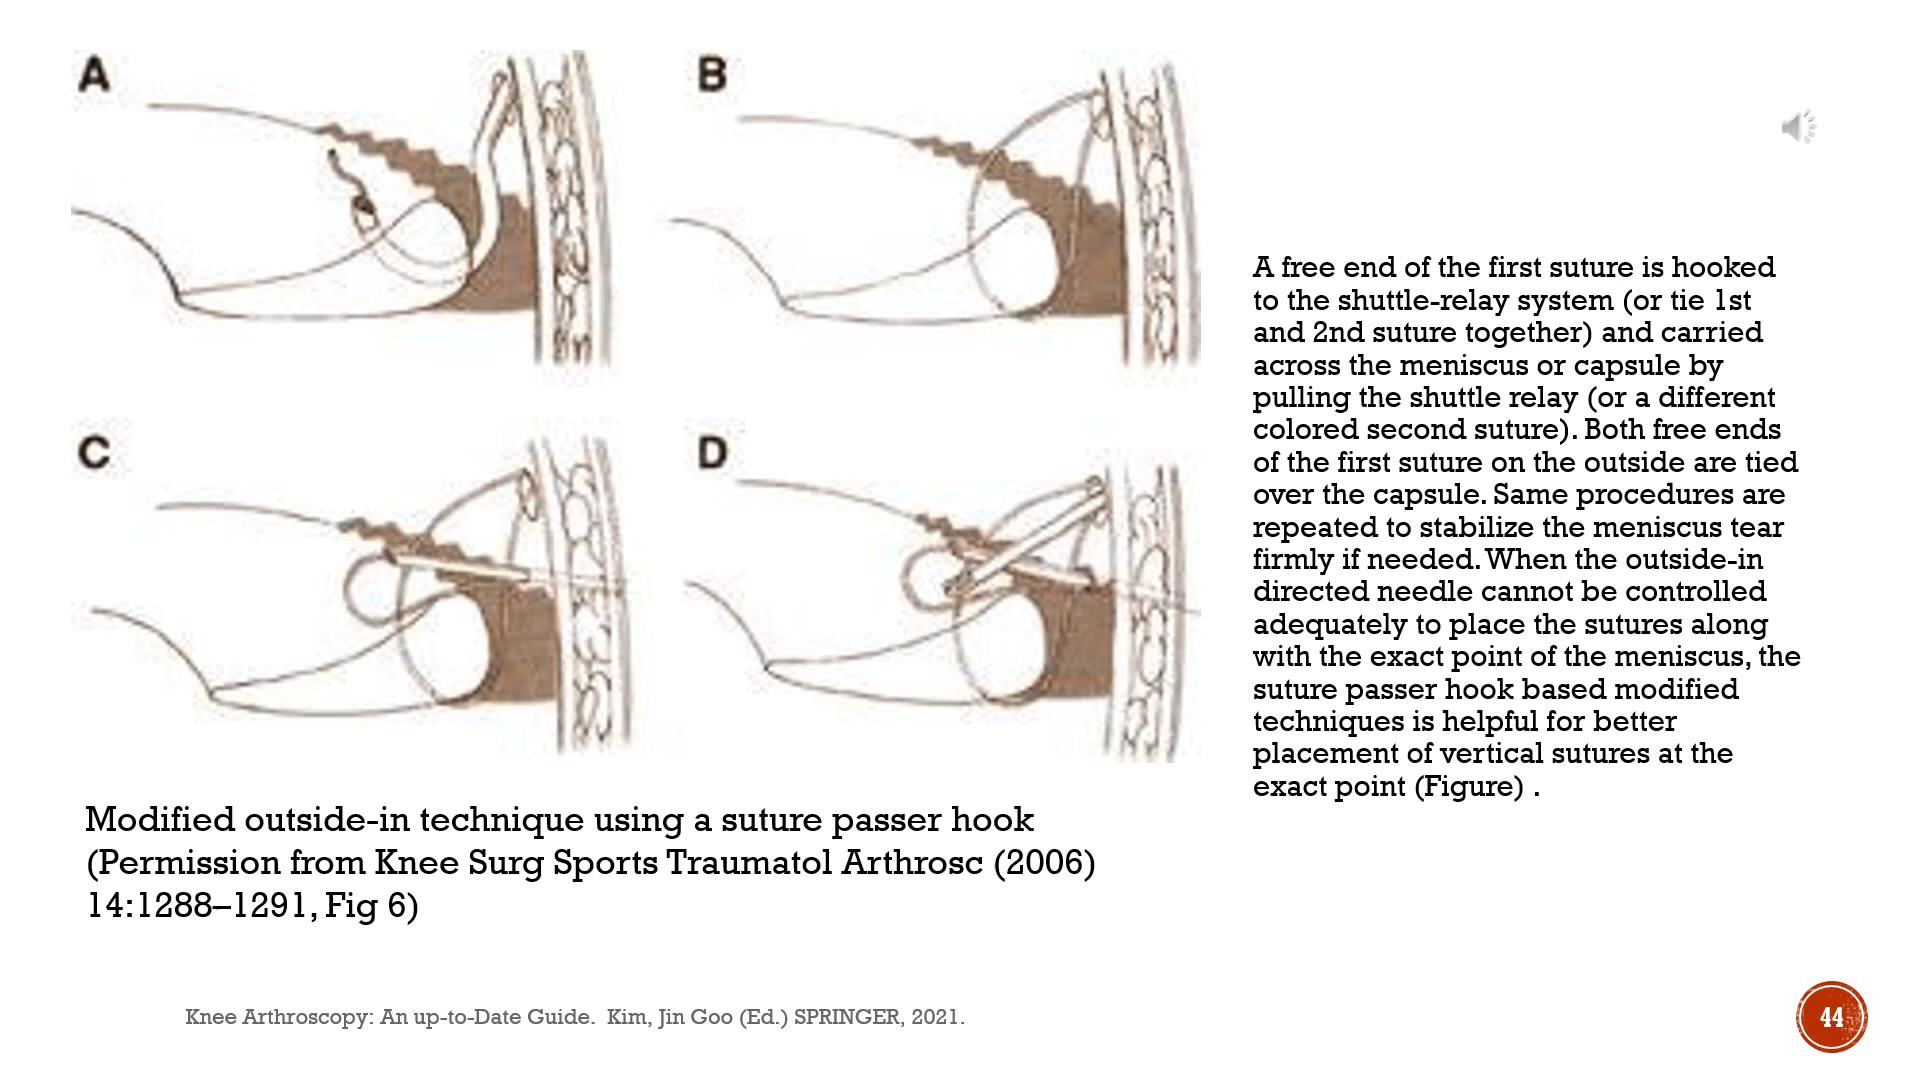 A
B
C
D
A free end of the first suture is hooked
to the shuttle-relay system (or tie 1st
and 2nd suture together) and carried
across the meniscus or capsule by
pulling the shuttle relay (or a different
colored second suture). Both free ends
of the first suture on the outside are tied
over the capsule. Same procedures are
repeated to stabilize the meniscus tear
firmly if needed. When the outside-in
directed needle cannot be controlled
adequately to place the sutures along
with the exact point of the meniscus, the
suture passer hook based modified
techniques is helpful for better
placement of vertical sutures at the
exact point (Figure) .
Modified outside-in technique using a suture passer hook
(Permission from Knee Surg Sports Traumatol Arthrosc (2006)
14:1288–1291, Fig 6)
Knee Arthroscopy: An up-to-Date Guide. Kim, Jin Goo (Ed.) SPRINGER, 2021.
44